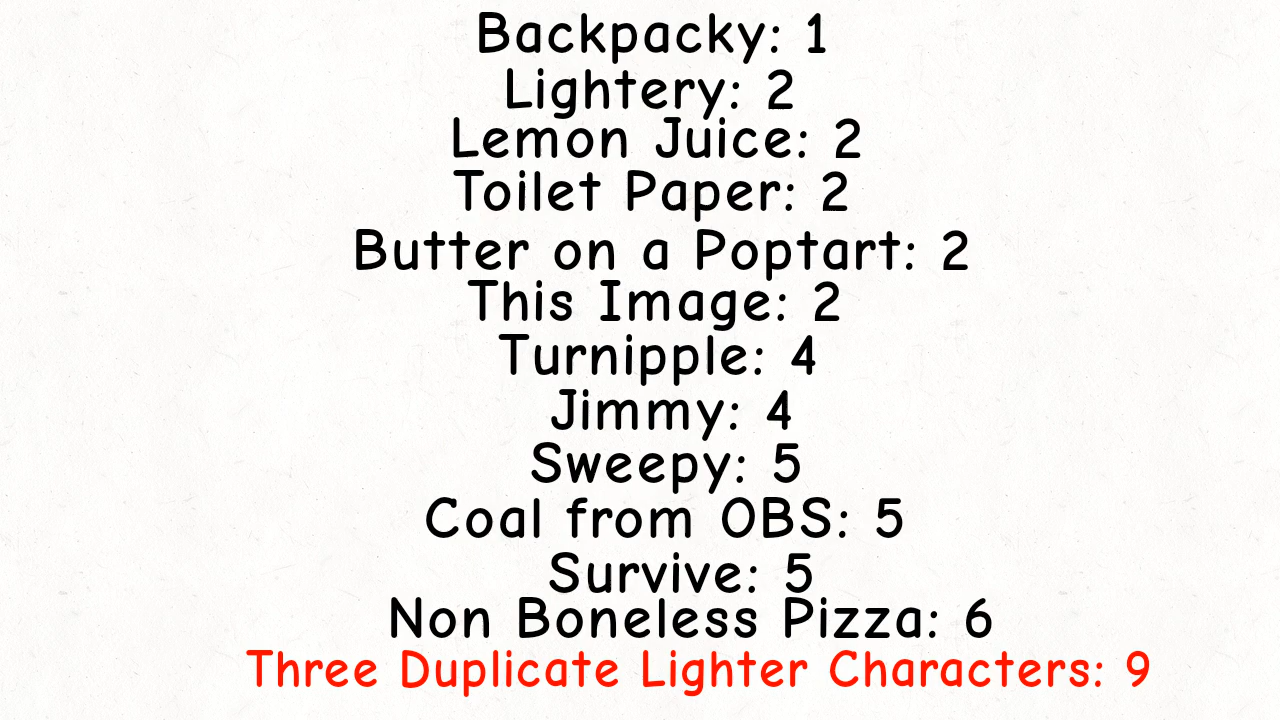 Backpacky: 1
Lightery: 2
Lemon Juice: 2
Toilet Paper: 2
Butter on a Poptart: 2
This Image: 2
Turnipple: 4
Jimmy: 4
Sweepy: 5
Coal from OBS: 5
Survive: 5
Non Boneless Pizza: 6
Three Duplicate Lighter Characters: 9